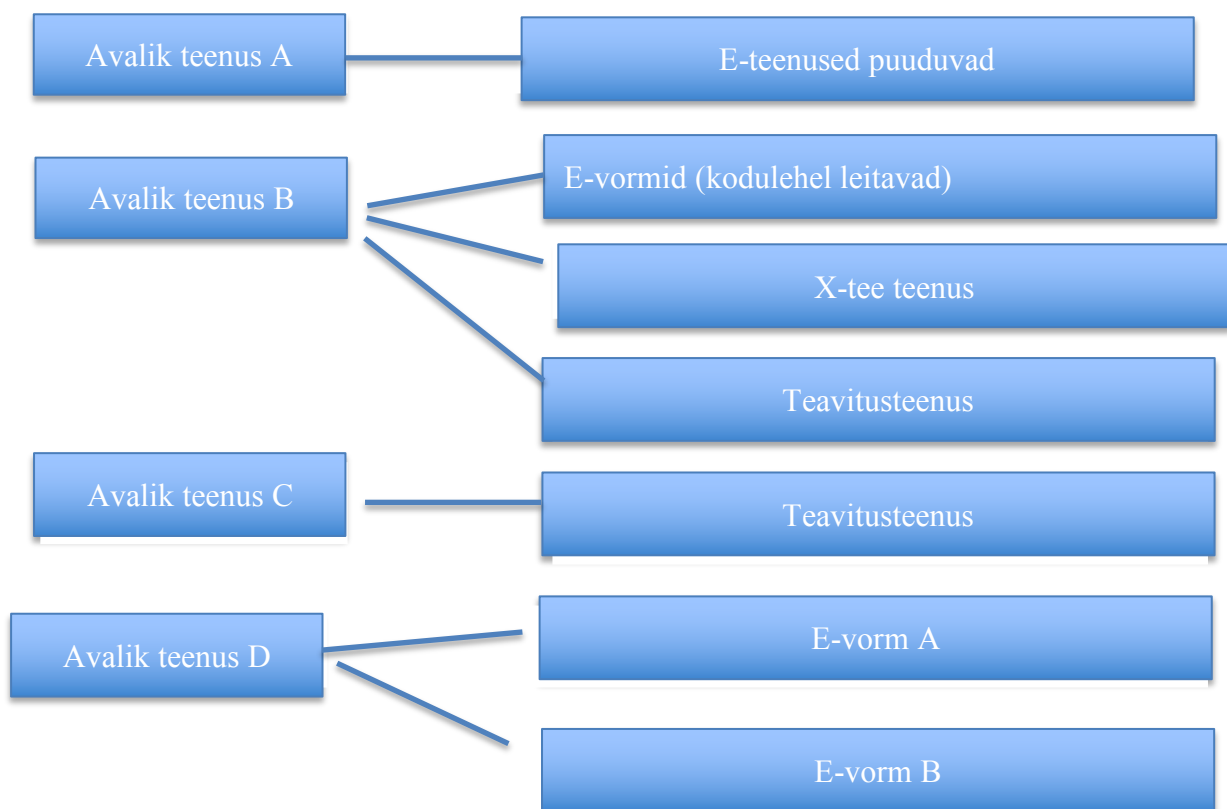 Avalik teenus A
E-teenused puuduvad
Avalik teenus B
E-vormid (kodulehel leitavad)
X-tee teenus
Teavitusteenus
Avalik teenus C
Teavitusteenus
Avalik teenus D
E-vorm A
E-vorm B